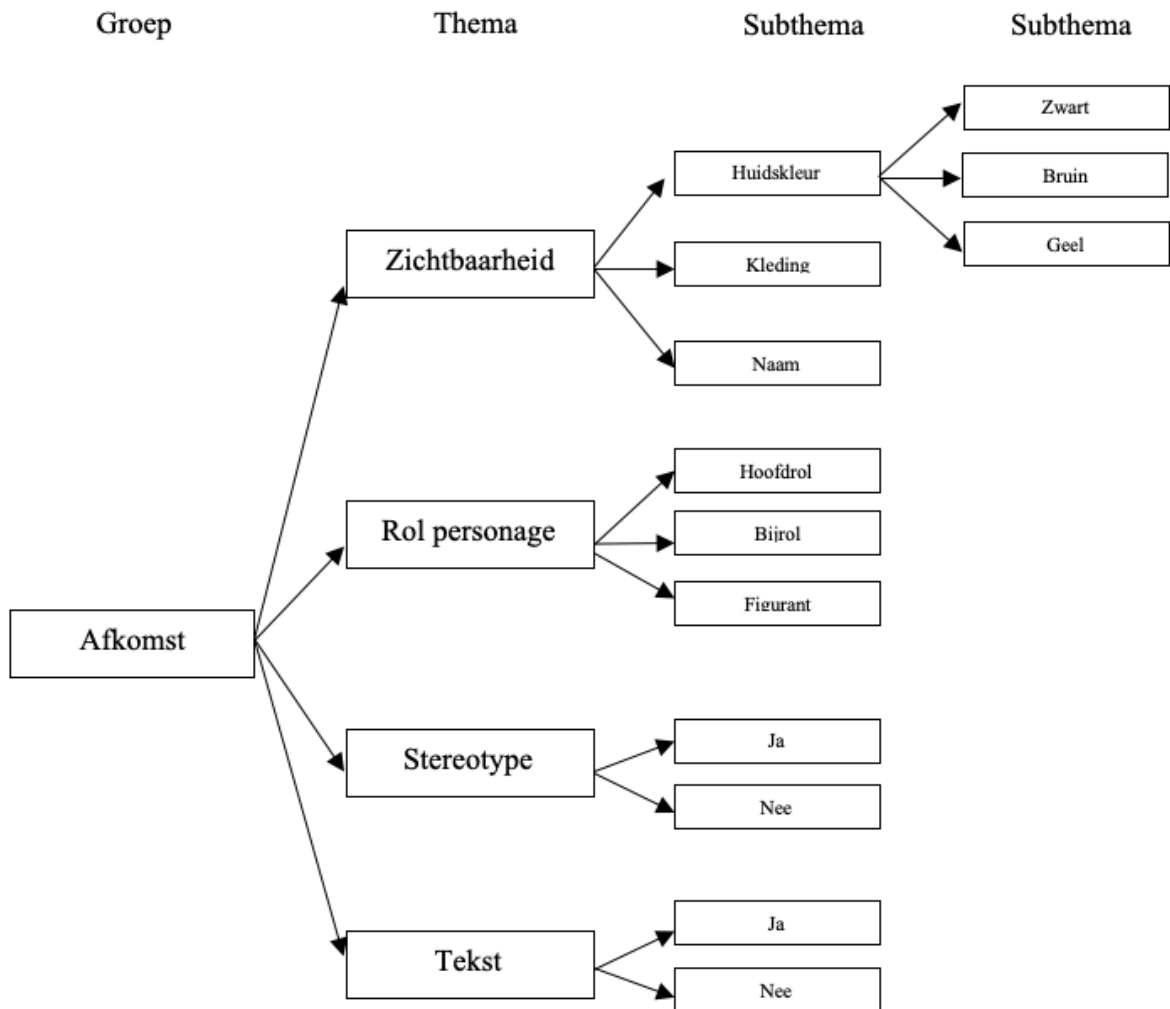 Groep Thema Subthema Subthema
Zwart
Huidskleur Bruin
Geel
Zichtbaarheid Kleding
Naam
Hoofdrol
Rol personage Bijrol
Figurant
Afkomst
Ja
Stereotype
Nee
Ja
Tekst
Nee